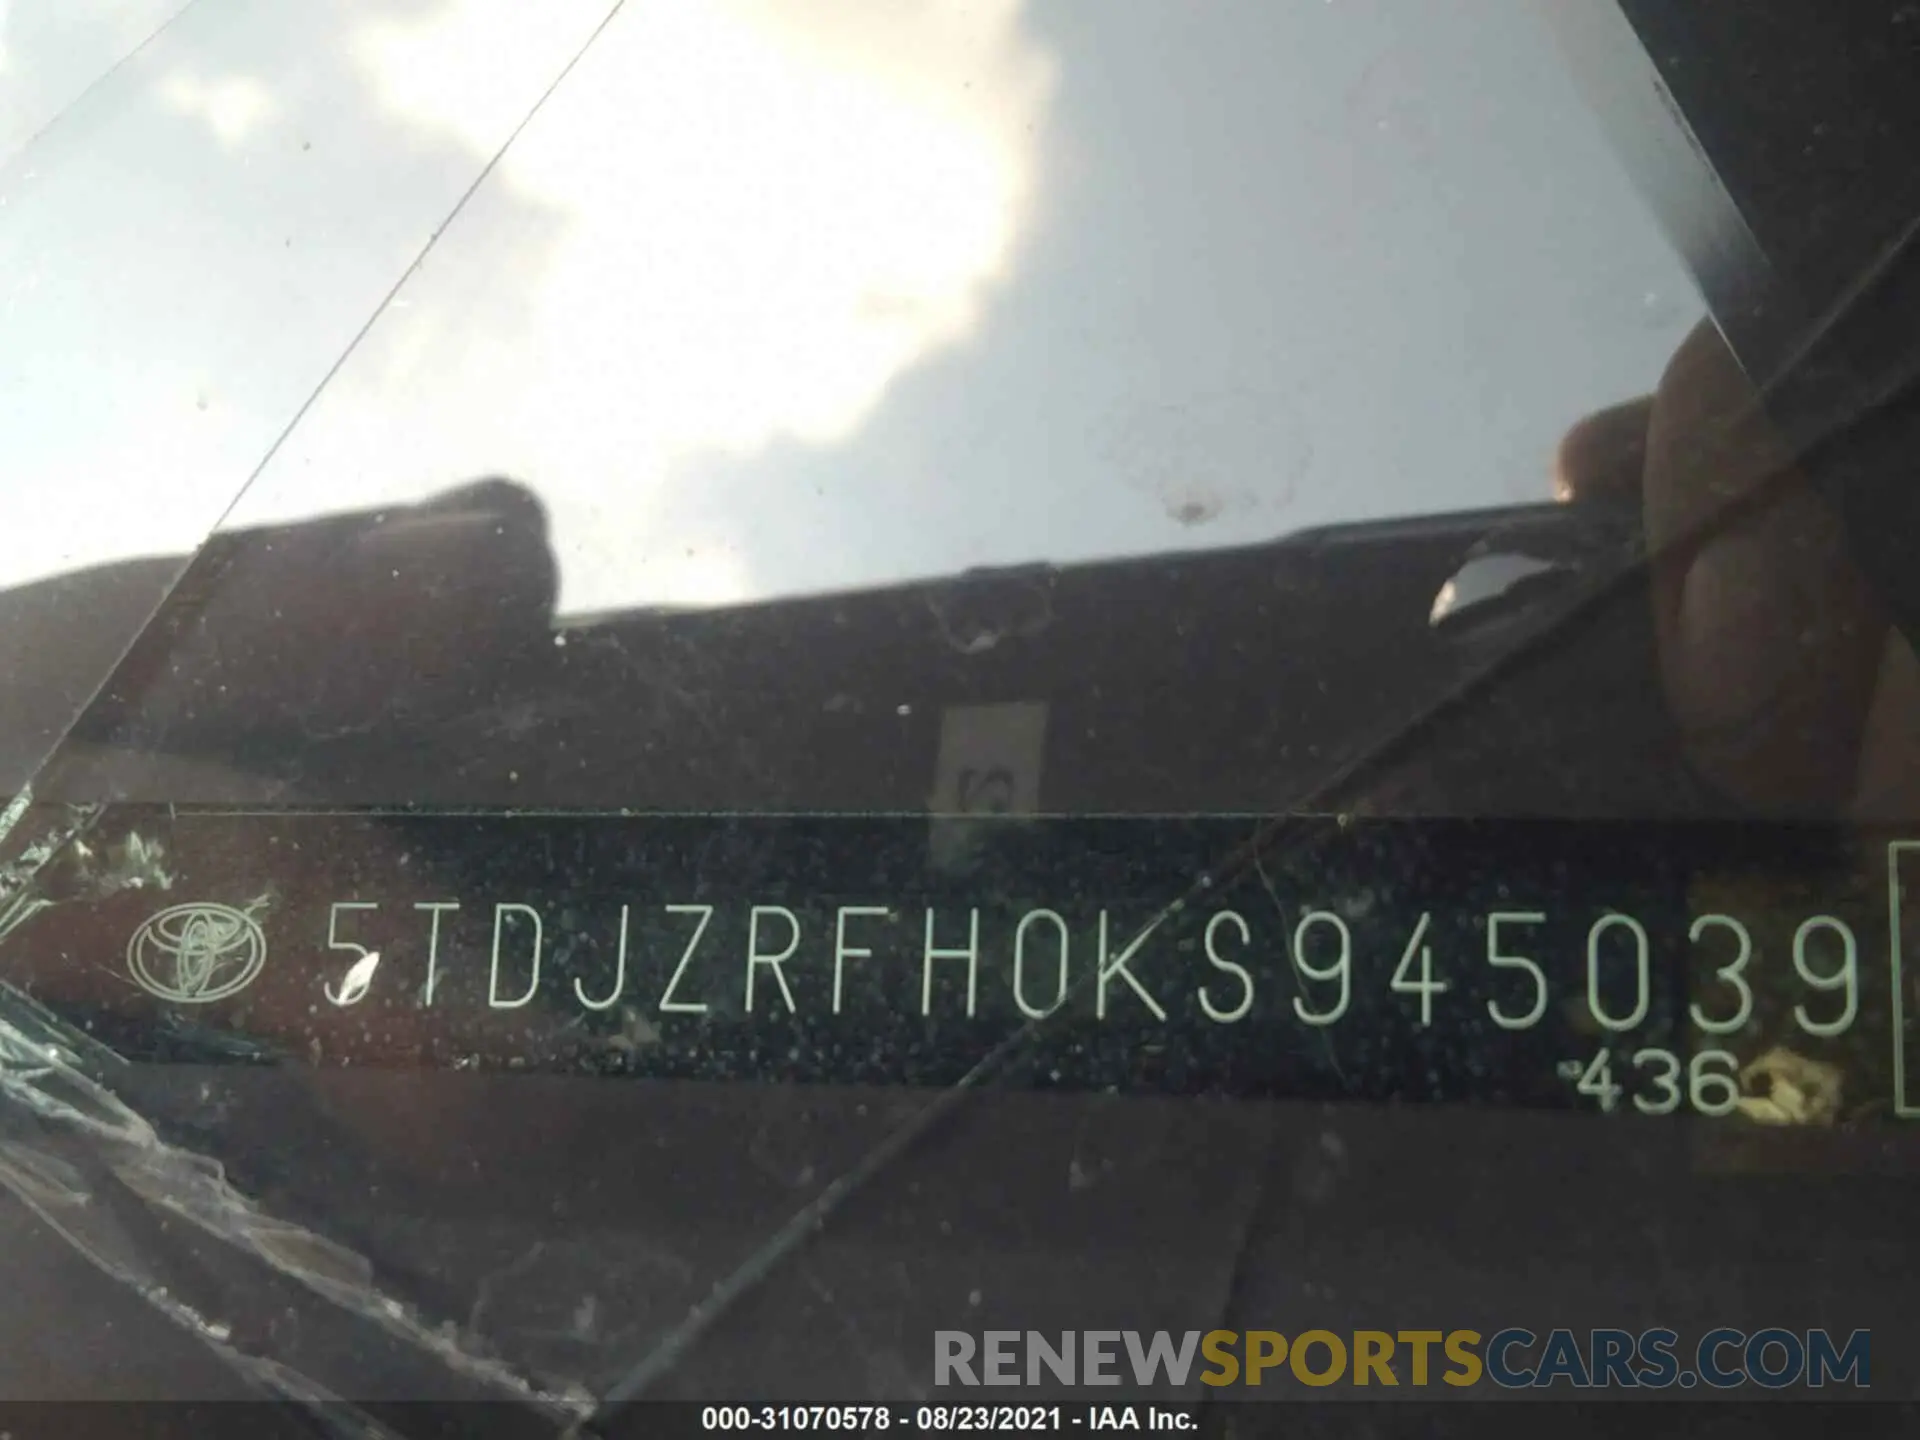 5TDJZRFH0KS945039
436
RENEWSPORTSCARS.COM
000-31070578 - 08/23/2021 - IAA Inc.